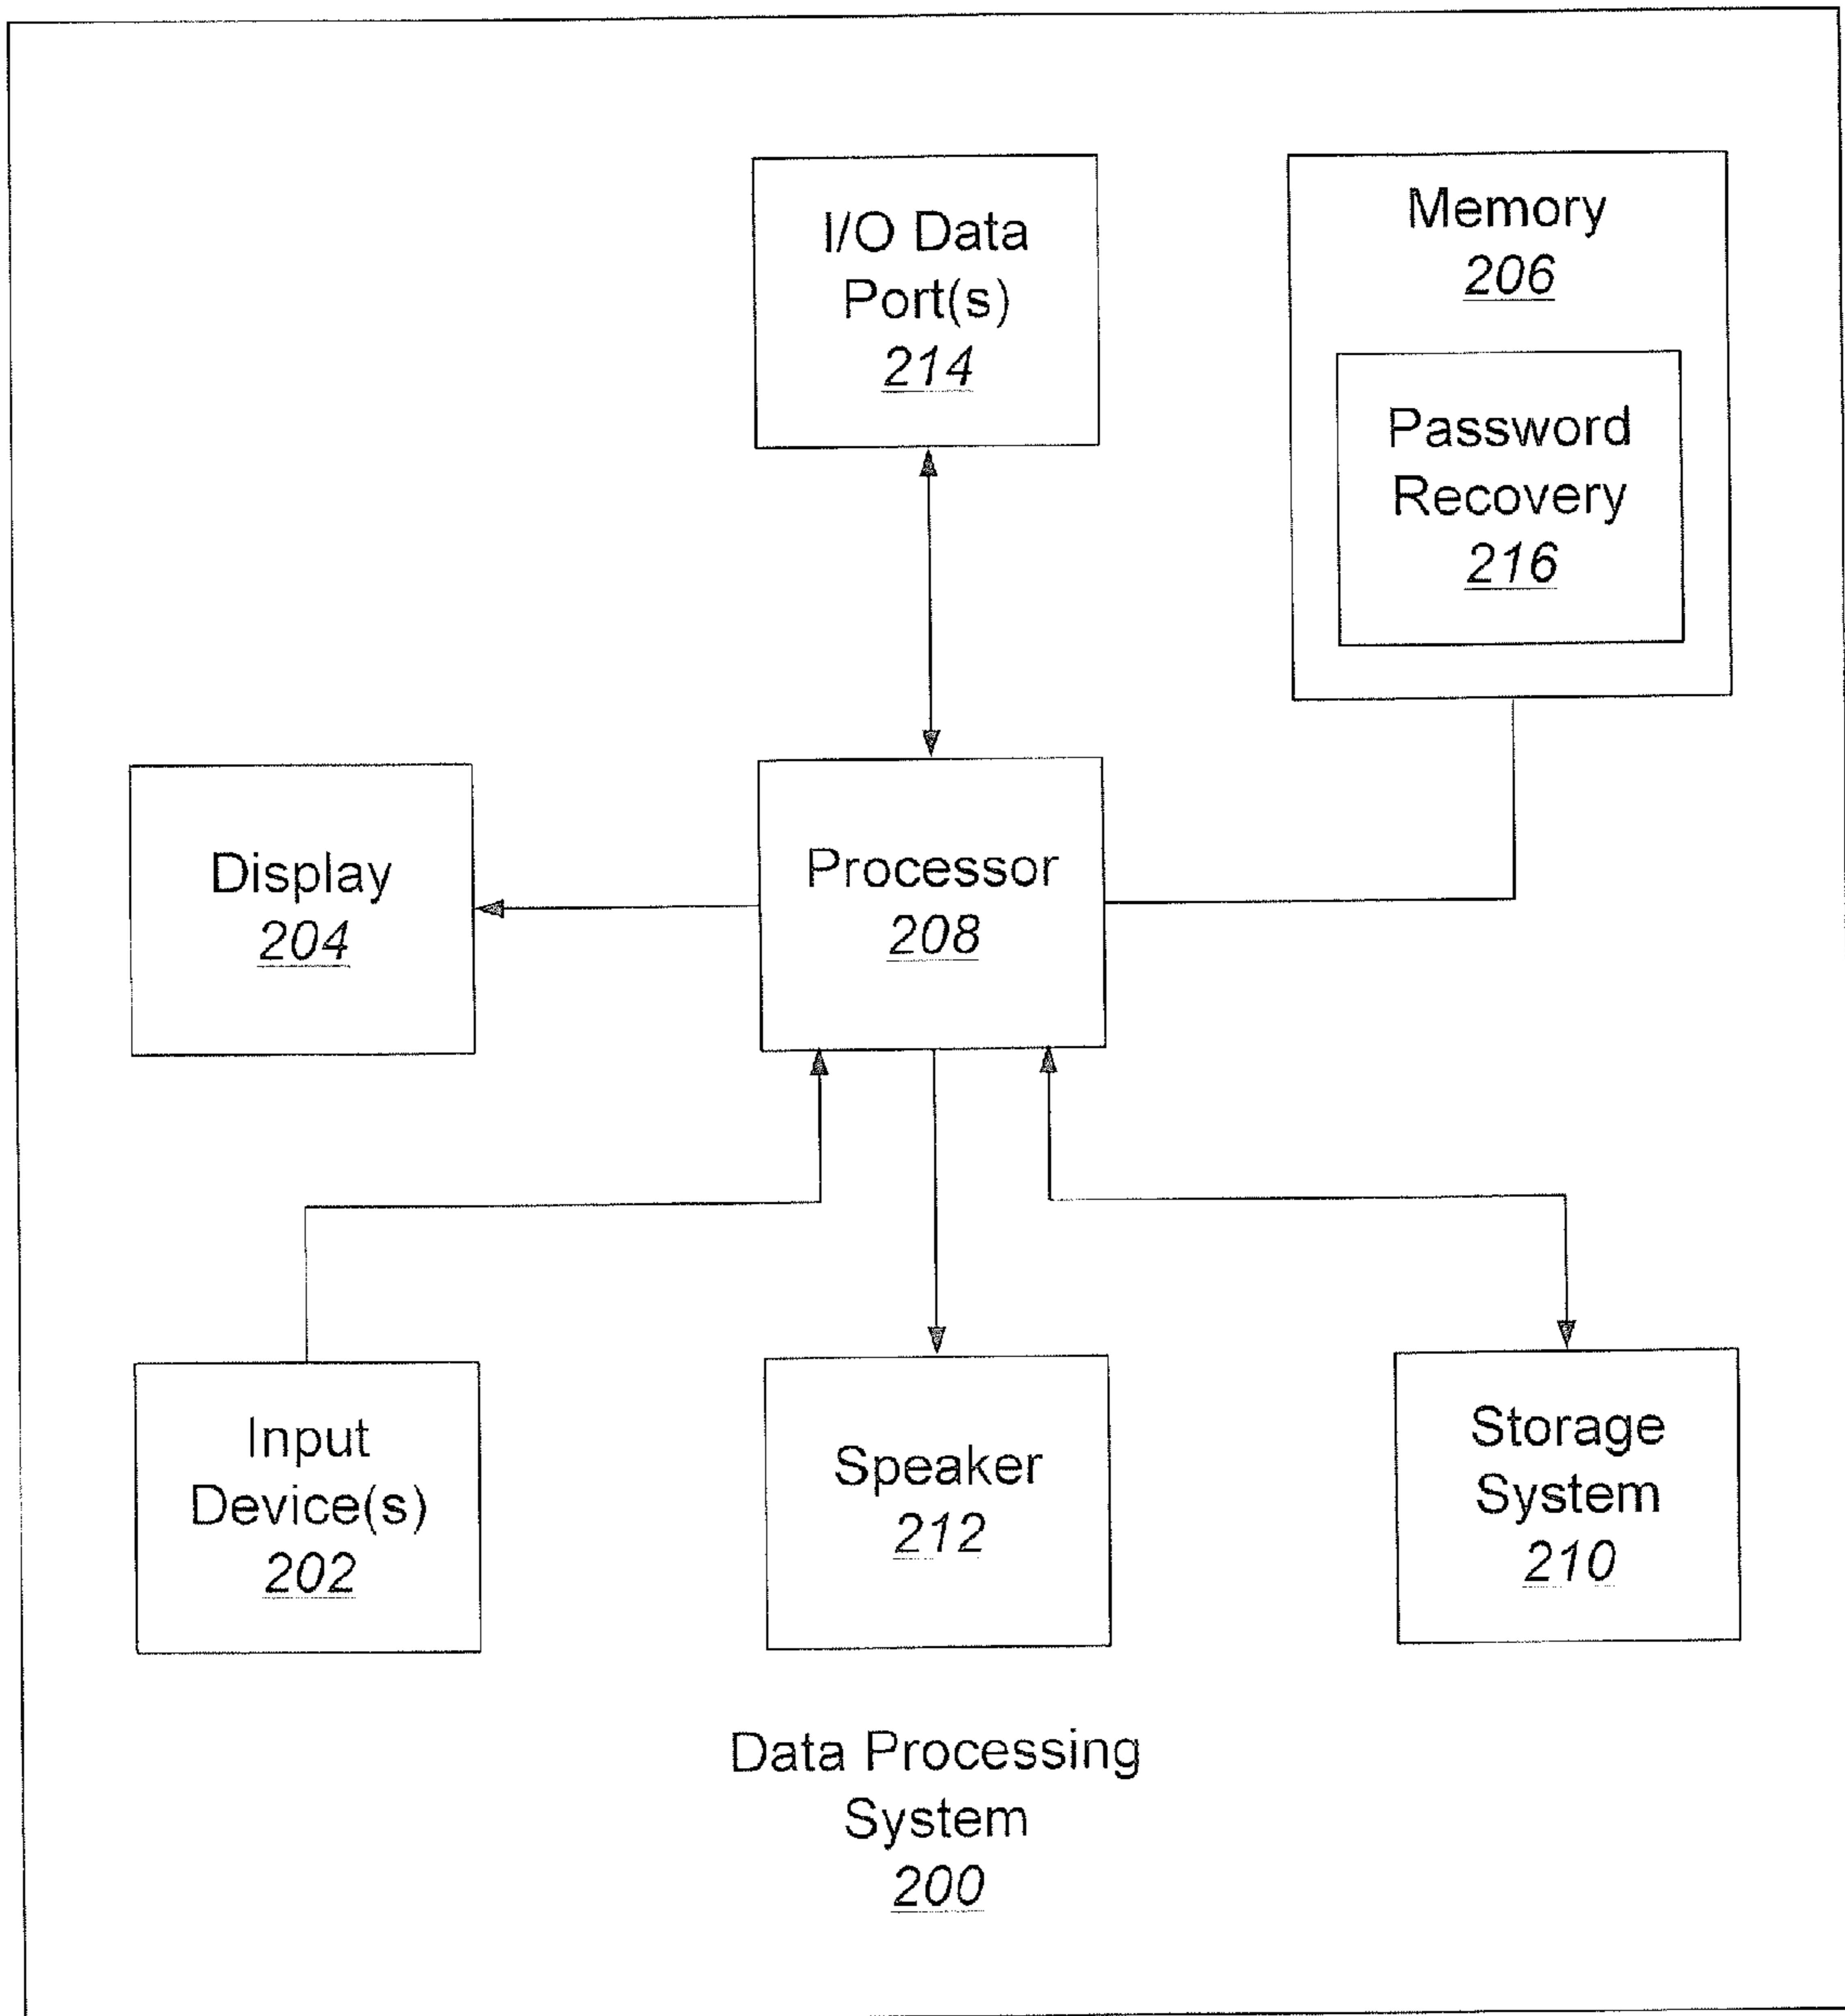 I/O Data
Port(s)
214
Memory
206
Password
Recovery
216
Display
204
Processor
208
Input
Device(s)
202
Speaker
212
Storage
System
210
Data Processing
System
200